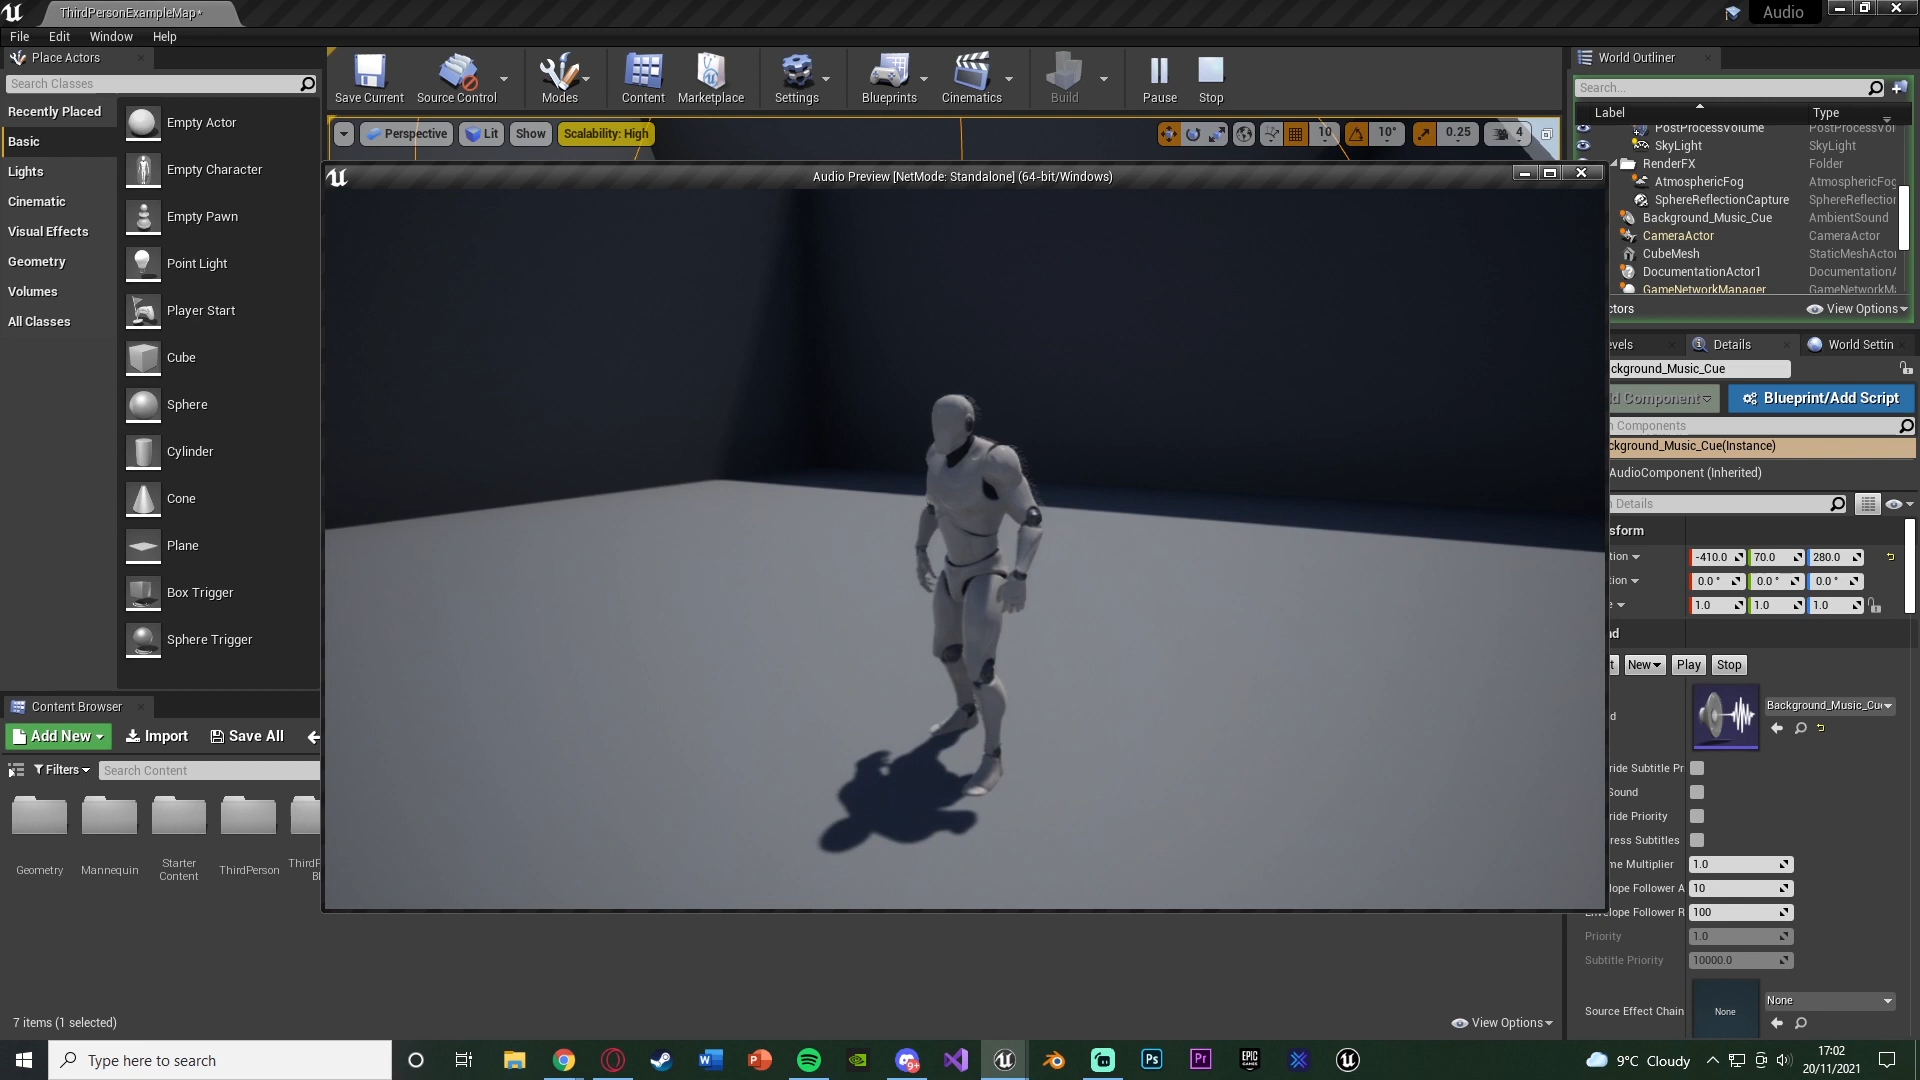 ThirdPersonExampleMap*
Audio
File Edit Window Help
Place Actors
Search Classes
Recently Placed
Basic
Lights
Cinematic
Visual Effects
Geometry
Volumes
All Classes
Empty Actor
Empty Character
Empty Pawn
Point Light
Player Start
Cube
Sphere
Cylinder
Cone
Plane
Box Trigger
Sphere Trigger
Save Current
Source Control
Modes
Content
Marketplace
Settings
Blueprints
Cinematics
Build
Pause
Stop
Perspective Lit Show Scalability: High
10 10° 0.25 4
Audio Preview [NetMode: Standalone] (64-bit/Windows)
World Outliner
Search...
Label Type
PostProcessVolume PostProcessVol
SkyLight SkyLight
RenderFX Folder
AtmosphericFog AtmosphericFog
SphereReflectionCapture SphereReflection
Background_Music_Cue AmbientSound
CameraActor CameraActor
CubeMesh StaticMeshActo
DocumentationActor1 DocumentationA
GameNetworkManager GameNetworkMa
ctors View Options
evels Details World Settin
ckground_Music_Cue
d Component Blueprint/Add Script
h Components
ckground_Music_Cue(Instance)
AudioComponent (Inherited)
h Details
sform
tion -410.0 70.0 280.0
tion 0.0 ° 0.0 ° 0.0 °
e 1.0 1.0 1.0
nd
t New Play Stop
d Background_Music_Cue
ride Subtitle Pr
Sound
ride Priority
ress Subtitles
me Multiplier 1.0
lope Follower A 10
Envelope Follower R 100
Priority 1.0
Subtitle Priority 10000.0
Source Effect Chain None None
Content Browser
Add New Import Save All
Filters Search Content
Geometry
Mannequin
Starter
Content
ThirdPerson
ThirdP
Bl
7 items (1 selected)
View Options
Type here to search
9+
9°C Cloudy
17:02
20/11/2021